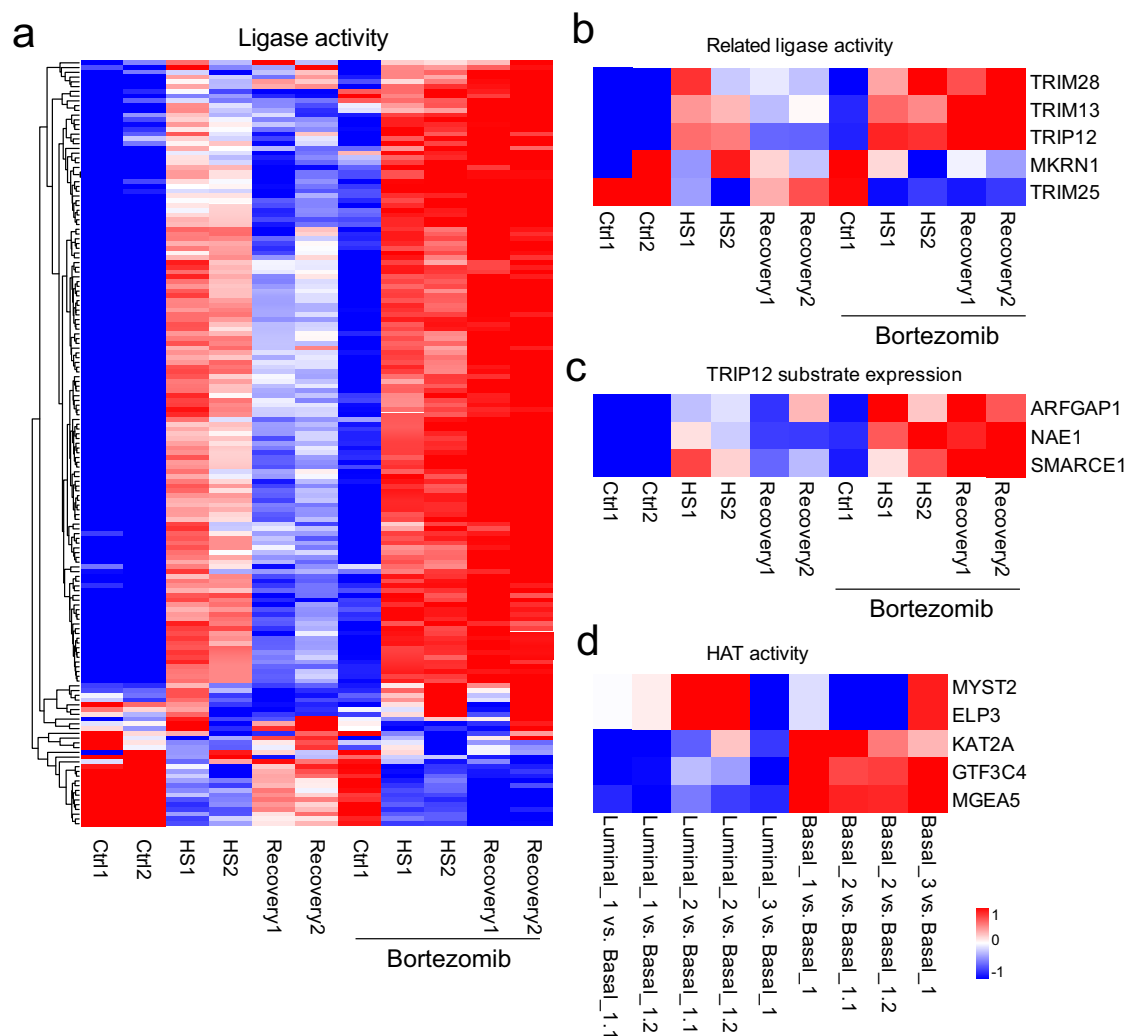 a
Ligase activity
Ctrl1
Ctrl2
HS1
HS2
Recovery1
Recovery2
Ctrl1
HS1
HS2
Recovery1
Recovery2
Bortezomib
b
Related ligase activity
TRIM28
TRIM13
TRIP12
MKRN1
TRIM25
Ctrl1
Ctrl2
HS1
HS2
Recovery1
Recovery2
Ctrl1
HS1
HS2
Recovery1
Recovery2
Bortezomib
c
TRIP12 substrate expression
ARFGAP1
NAE1
SMARCE1
Ctrl1
Ctrl2
HS1
HS2
Recovery1
Recovery2
Ctrl1
HS1
HS2
Recovery1
Recovery2
Bortezomib
d
HAT activity
MYST2
ELP3
KAT2A
GTF3C4
MGEA5
Luminal_1 vs. Basal_1.1
Luminal_1 vs. Basal_1.2
Luminal_2 vs. Basal_1.1
Luminal_2 vs. Basal_1.2
Luminal_3 vs. Basal_1
Basal_1 vs. Basal_1
Basal_2 vs. Basal_1.1
Basal_2 vs. Basal_1.2
Basal_3 vs. Basal_1
1
0
-1